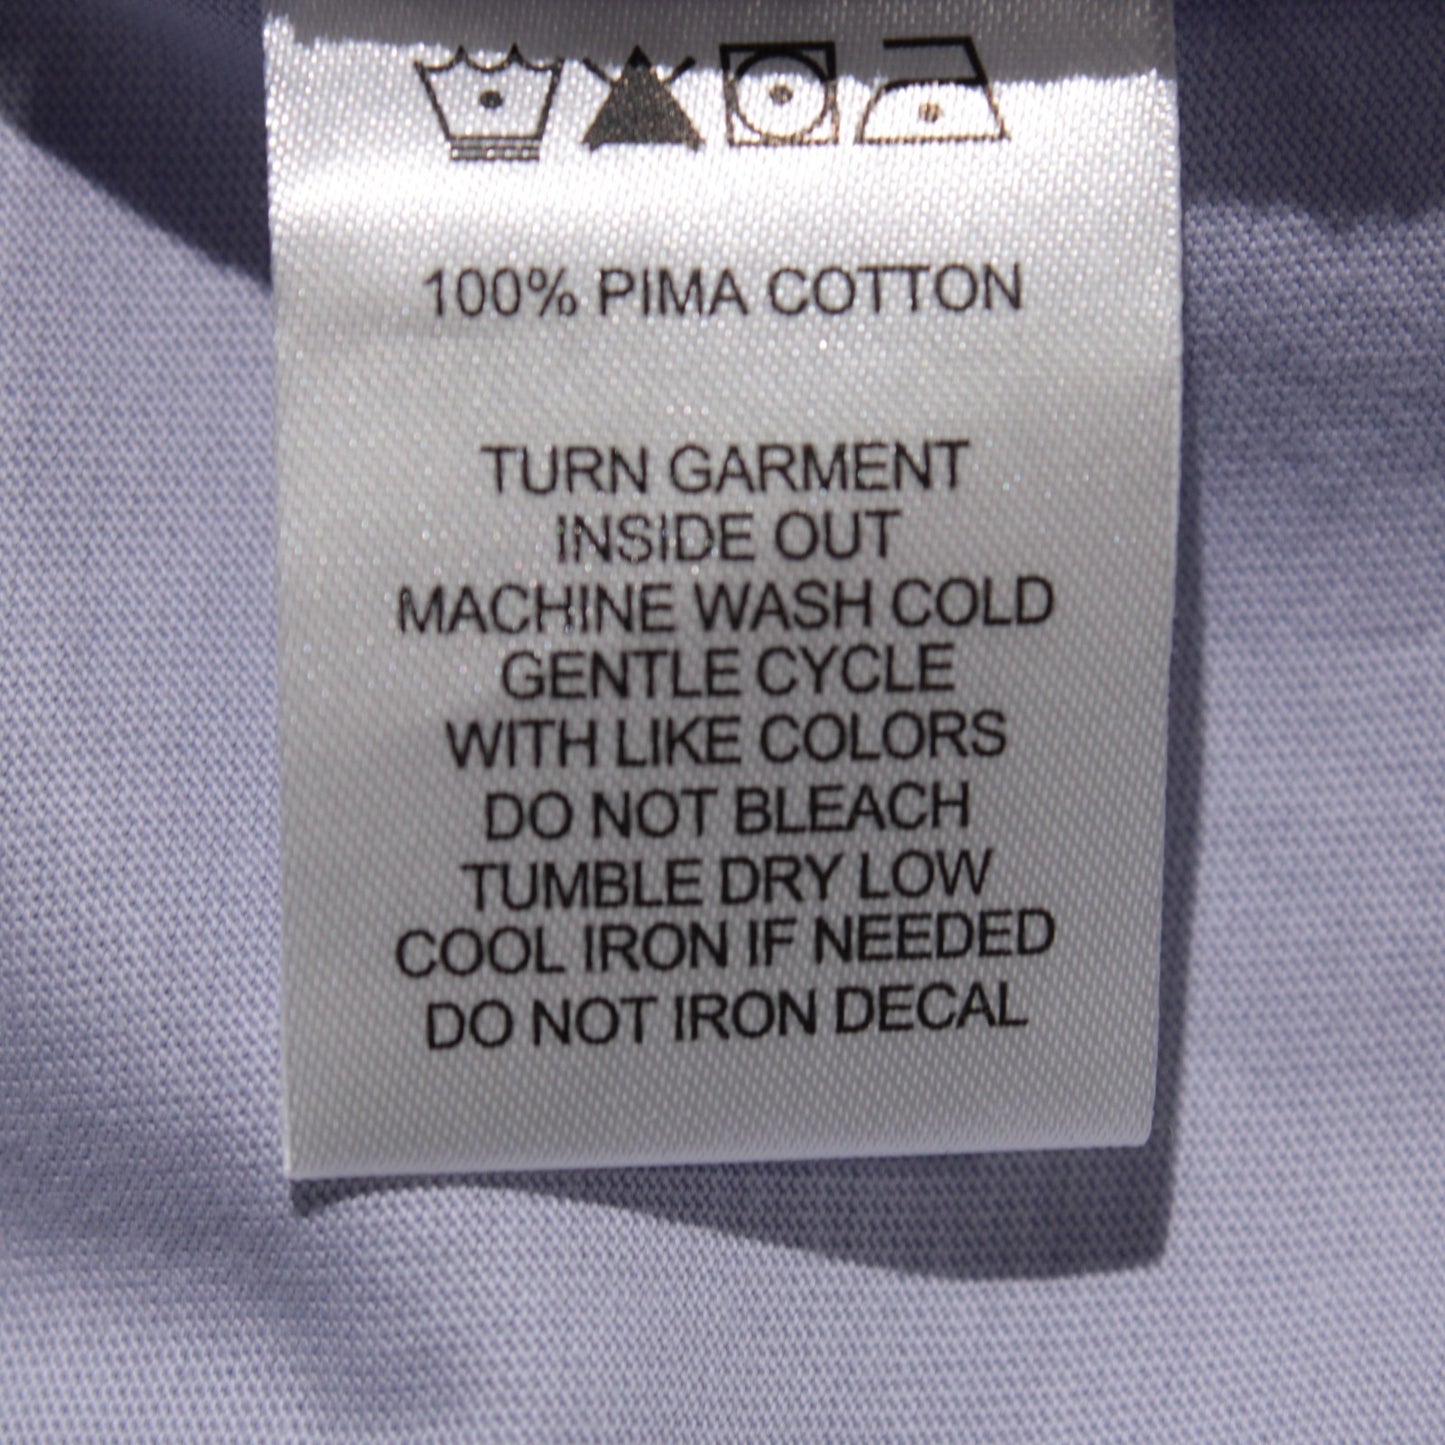 100% PIMA COTTON
TURN GARMENT
INSIDE OUT
MACHINE WASH COLD
GENTLE CYCLE
WITH LIKE COLORS
DO NOT BLEACH
TUMBLE DRY LOW
COOL IRON IF NEEDED
DO NOT IRON DECAL